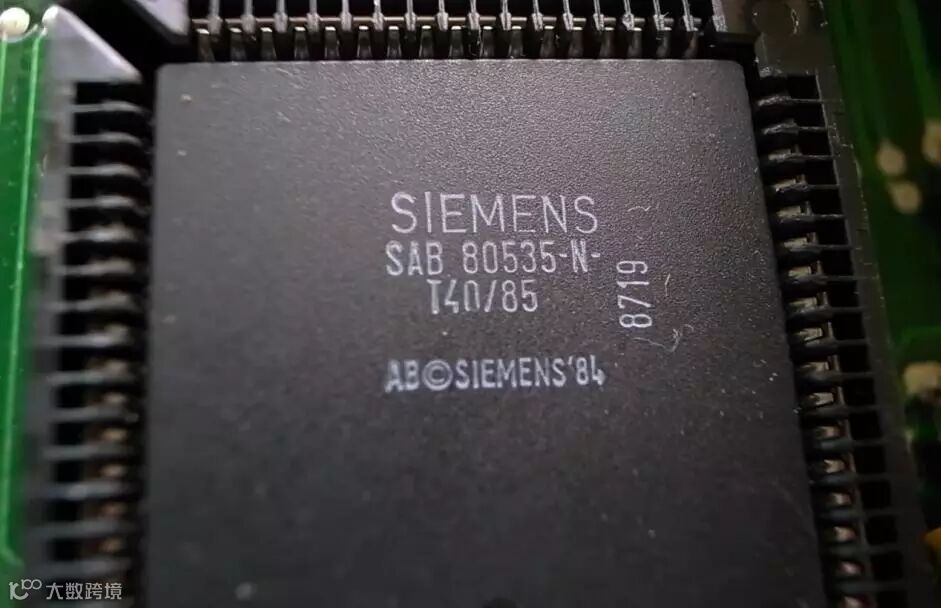 SIEMENS
SAB 80535-N-
T40/85
8719
AB©SIEMENS'84
大数跨境